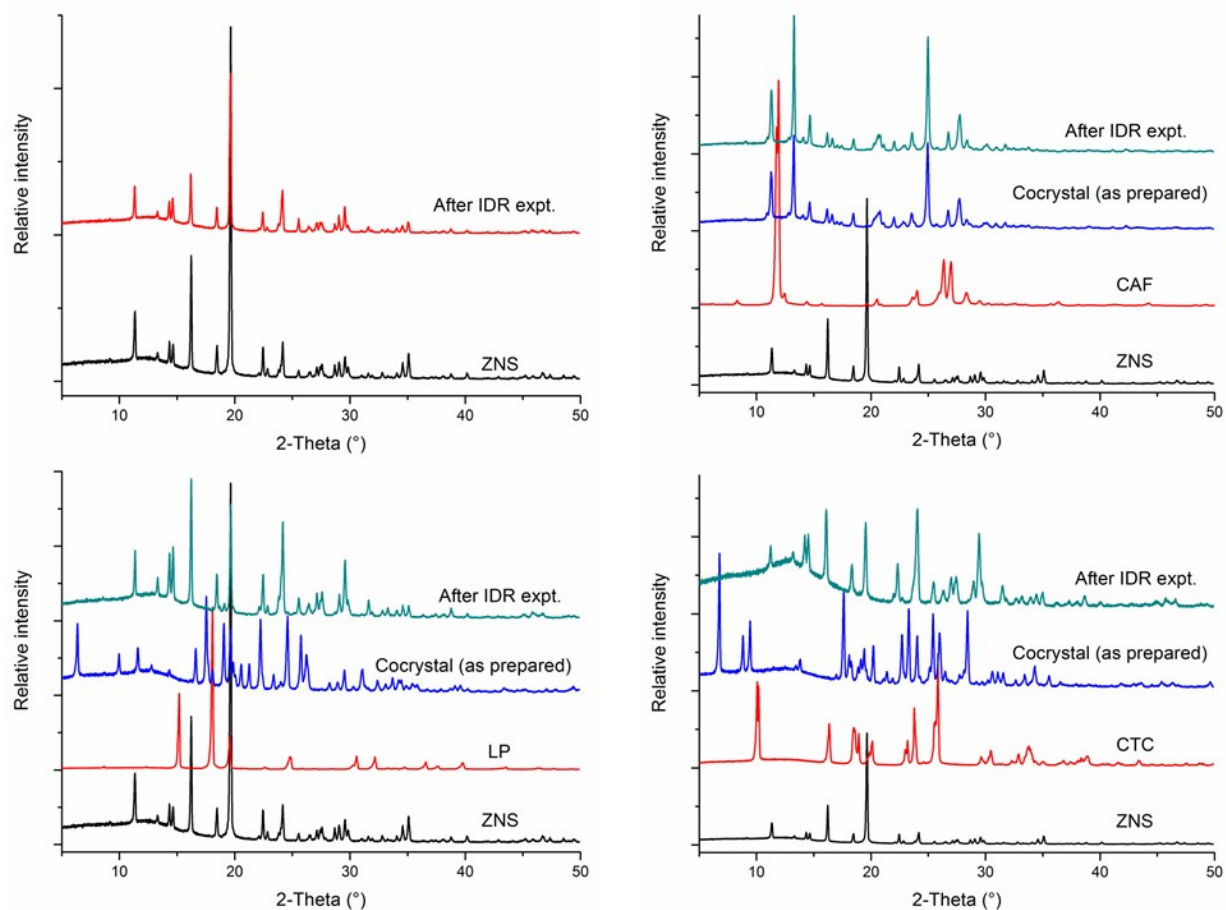 Relative intensity
After IDR expt.
ZNS
10 20 30 40 50
2-Theta (°)
Relative intensity
After IDR expt.
Cocrystal (as prepared)
CAF
ZNS
10 20 30 40 50
2-Theta (°)
Relative intensity
After IDR expt.
Cocrystal (as prepared)
LP
ZNS
10 20 30 40 50
2-Theta (°)
Relative intensity
After IDR expt.
Cocrystal (as prepared)
CTC
ZNS
10 20 30 40 50
2-Theta (°)